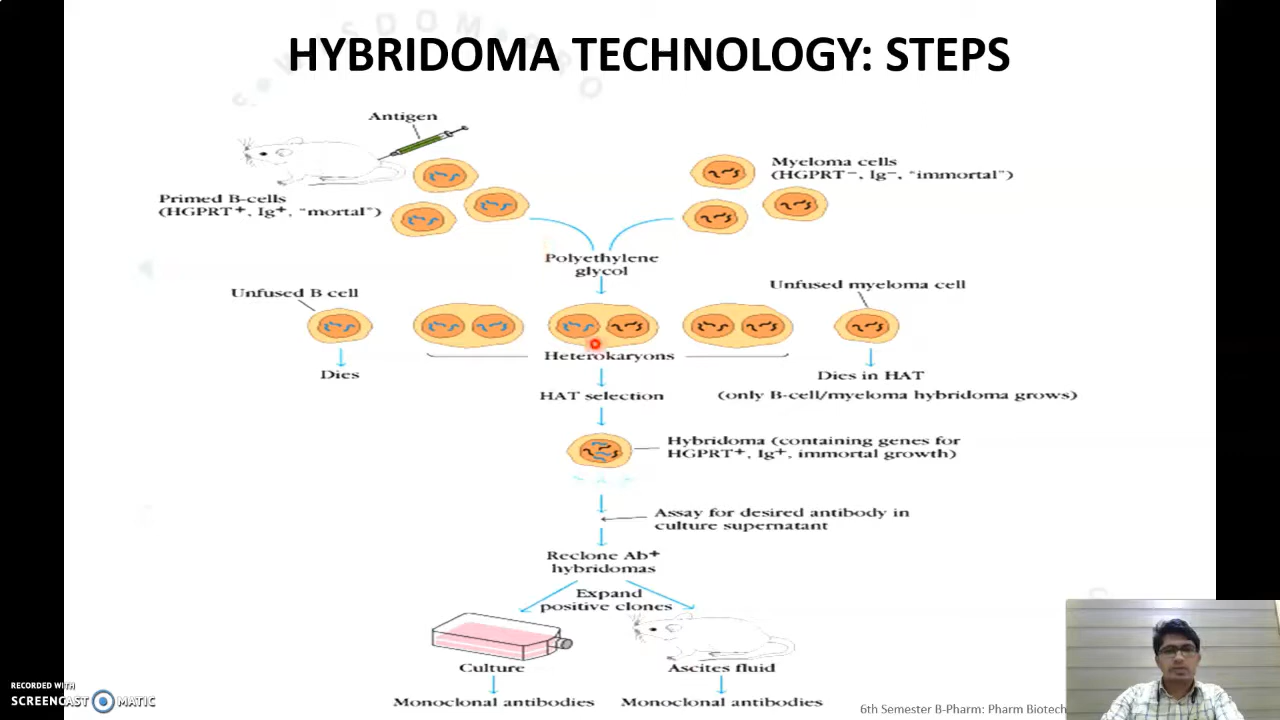 HYBRIDOMA TECHNOLOGY: STEPS
Antigen
Myeloma cells
(HGPRT⁻, Ig⁻, "immortal")
Primed B-cells
(HGPRT⁺, Ig⁺, "mortal")
Polyethylene
glycol
Unfused B cell
Unfused myeloma cell
Heterokaryons
Dies
Dies in HAT
(only B-cell/myeloma hybridoma grows)
HAT selection
Hybridoma (containing genes for
HGPRT⁺, Ig⁺, immortal growth)
Assay for desired antibody in
culture supernatant
Reclone Ab⁺
hybridomas
Expand
positive clones
Culture
Ascites fluid
Monoclonal antibodies
Monoclonal antibodies
6th Semester B-Pharm: Pharm Biotech
RECORDED WITH
SCREENCAST MATIC